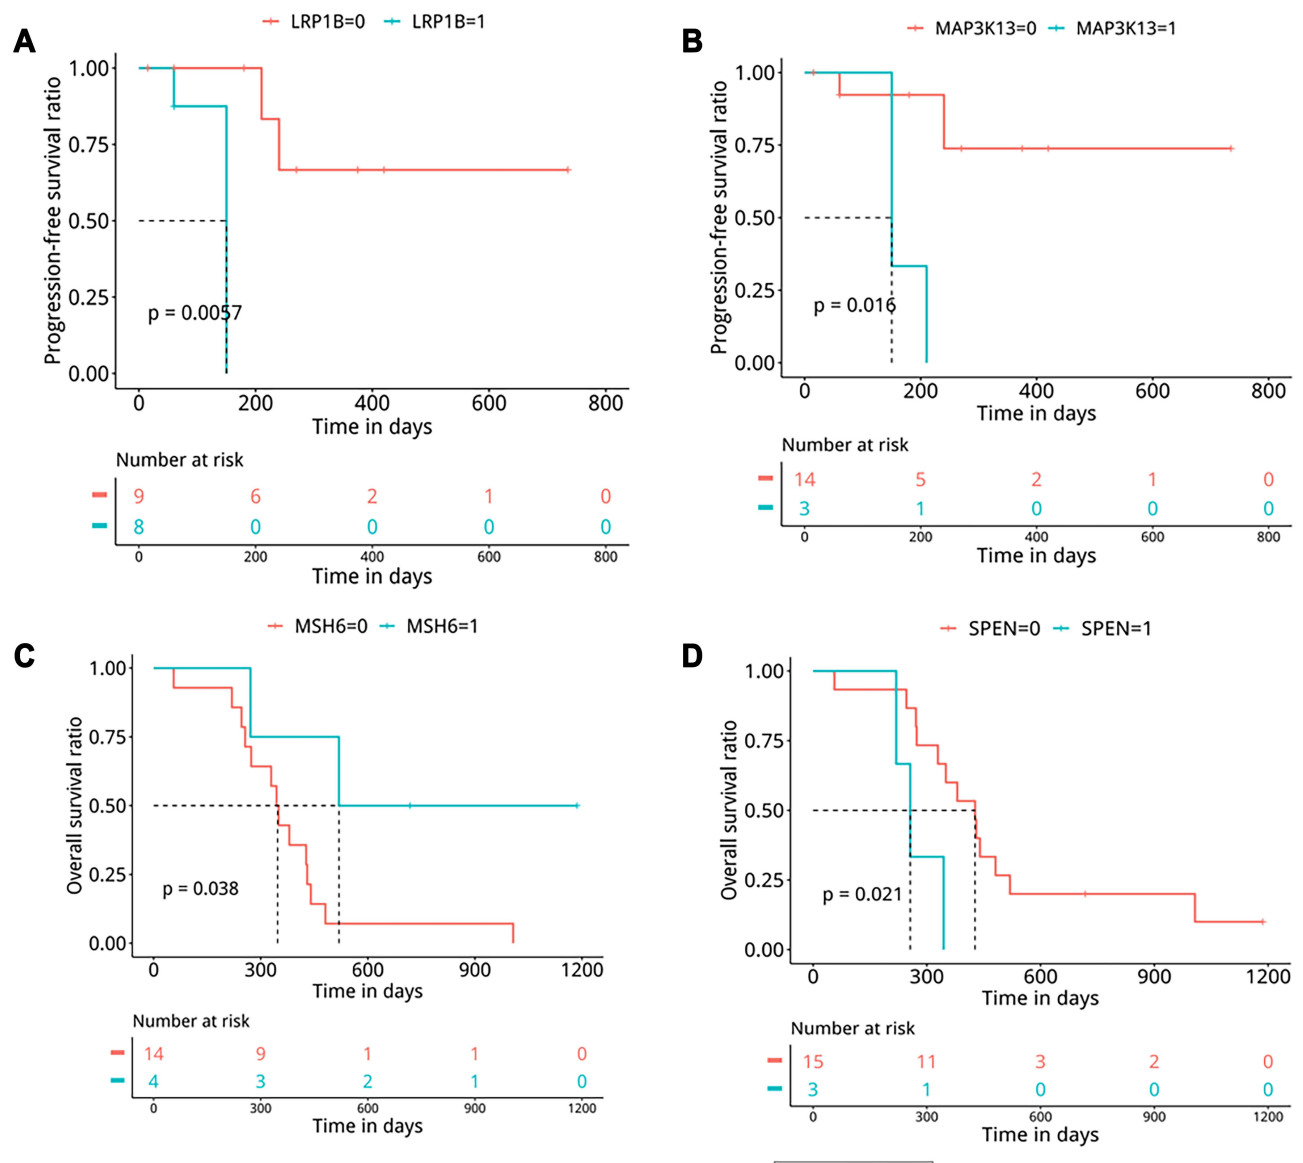 A
LRP1B=0 LRP1B=1
Progression-free survival ratio
1.00
0.75
0.50
0.25
0.00
p = 0.0057
0 200 400 600 800
Time in days
Number at risk
9 6 2 1 0
8 0 0 0 0
0 200 400 600 800
Time in days
B
MAP3K13=0 MAP3K13=1
Progression-free survival ratio
1.00
0.75
0.50
0.25
0.00
p = 0.016
0 200 400 600 800
Time in days
Number at risk
14 5 2 1 0
3 1 0 0 0
0 200 400 600 800
Time in days
C
MSH6=0 MSH6=1
Overall survival ratio
1.00
0.75
0.50
0.25
0.00
p = 0.038
0 300 600 900 1200
Time in days
Number at risk
14 9 1 1 0
4 3 2 1 0
0 300 600 900 1200
Time in days
D
SPEN=0 SPEN=1
Overall survival ratio
1.00
0.75
0.50
0.25
0.00
p = 0.021
0 300 600 900 1200
Time in days
Number at risk
15 11 3 2 0
3 1 0 0 0
0 300 600 900 1200
Time in days